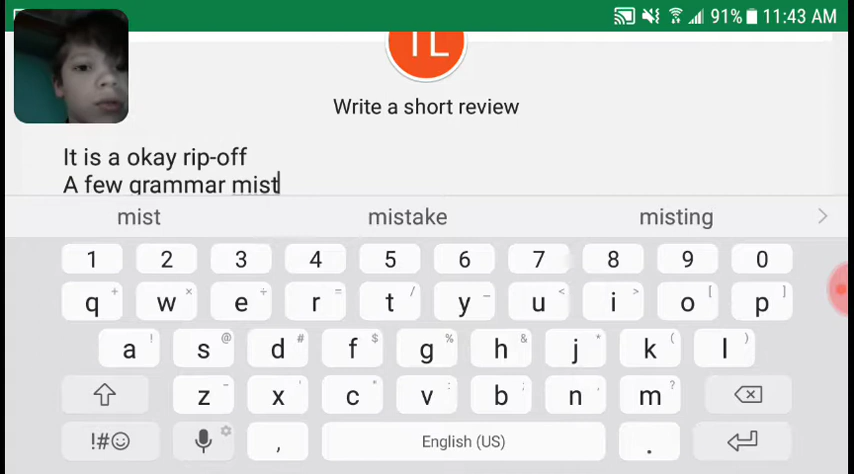 91% 11:43 AM
TL
Write a short review
It is a okay rip-off
A few grammar mist
mist mistake misting
1 2 3 4 5 6 7 8 9 0
q + w × e ÷ r = t / y _ u < i > o [ p ]
a ! s @ d # f $ g % h & j * k ( l )
z - x ' c " v : b ; n , m ?
!#☺ , English (US) .